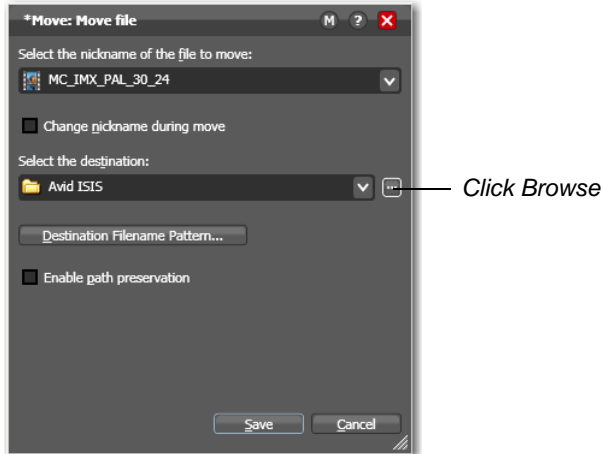 *Move: Move file
M ? X
Select the nickname of the file to move:
MC_IMX_PAL_30_24
Change nickname during move
Select the destination:
Avid ISIS
...
Click Browse
Destination Filename Pattern...
Enable path preservation
Save Cancel